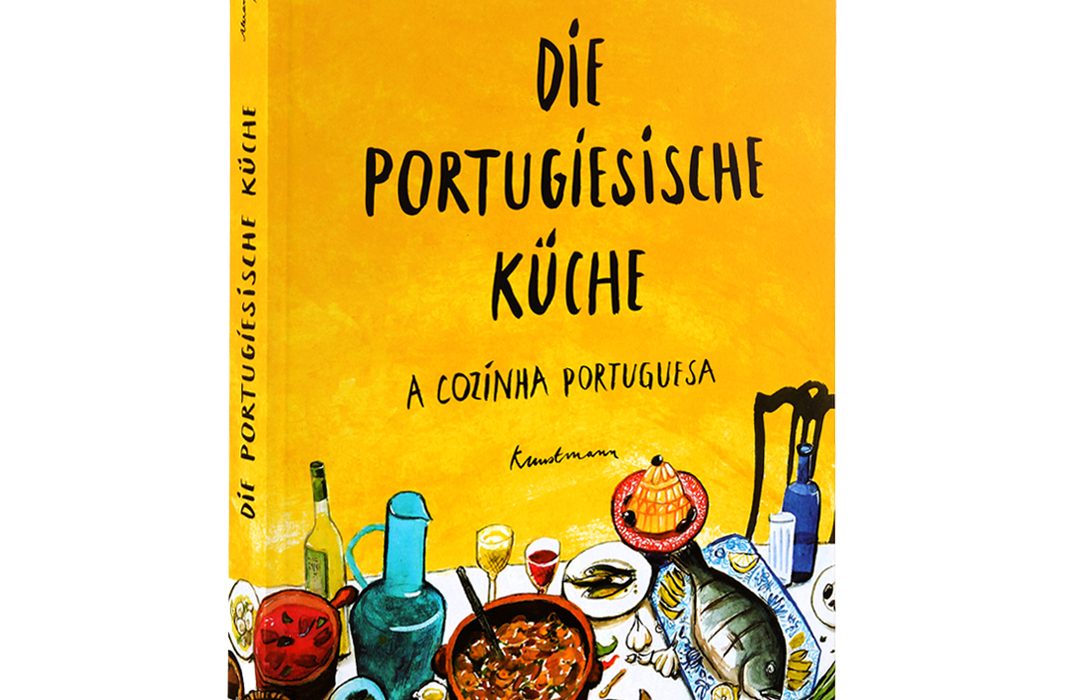 DIE
PORTUGIESISCHE
KÜCHE
A COZINHA PORTUGUESA
Kunstmann
DIE PORTUGIESISCHE KÜCHE